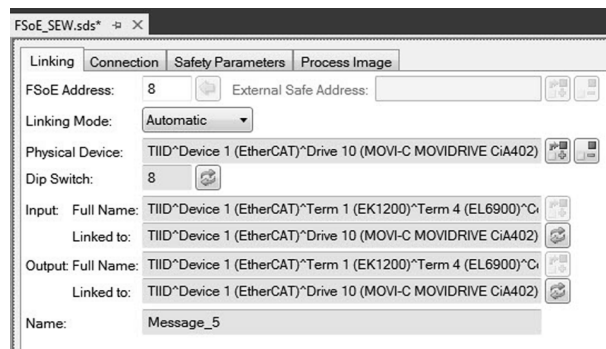 FSoE_SEW.sds*
Linking Connection Safety Parameters Process Image
FSoE Address: 8 External Safe Address:
Linking Mode: Automatic
Physical Device: TIID^Device 1 (EtherCAT)^Drive 10 (MOVI-C MOVIDRIVE CiA402)
Dip Switch: 8
Input: Full Name: TIID^Device 1 (EtherCAT)^Term 1 (EK1200)^Term 4 (EL6900)^C
Linked to: TIID^Device 1 (EtherCAT)^Drive 10 (MOVI-C MOVIDRIVE CiA402)
Output: Full Name: TIID^Device 1 (EtherCAT)^Term 1 (EK1200)^Term 4 (EL6900)^C
Linked to: TIID^Device 1 (EtherCAT)^Drive 10 (MOVI-C MOVIDRIVE CiA402)
Name: Message_5